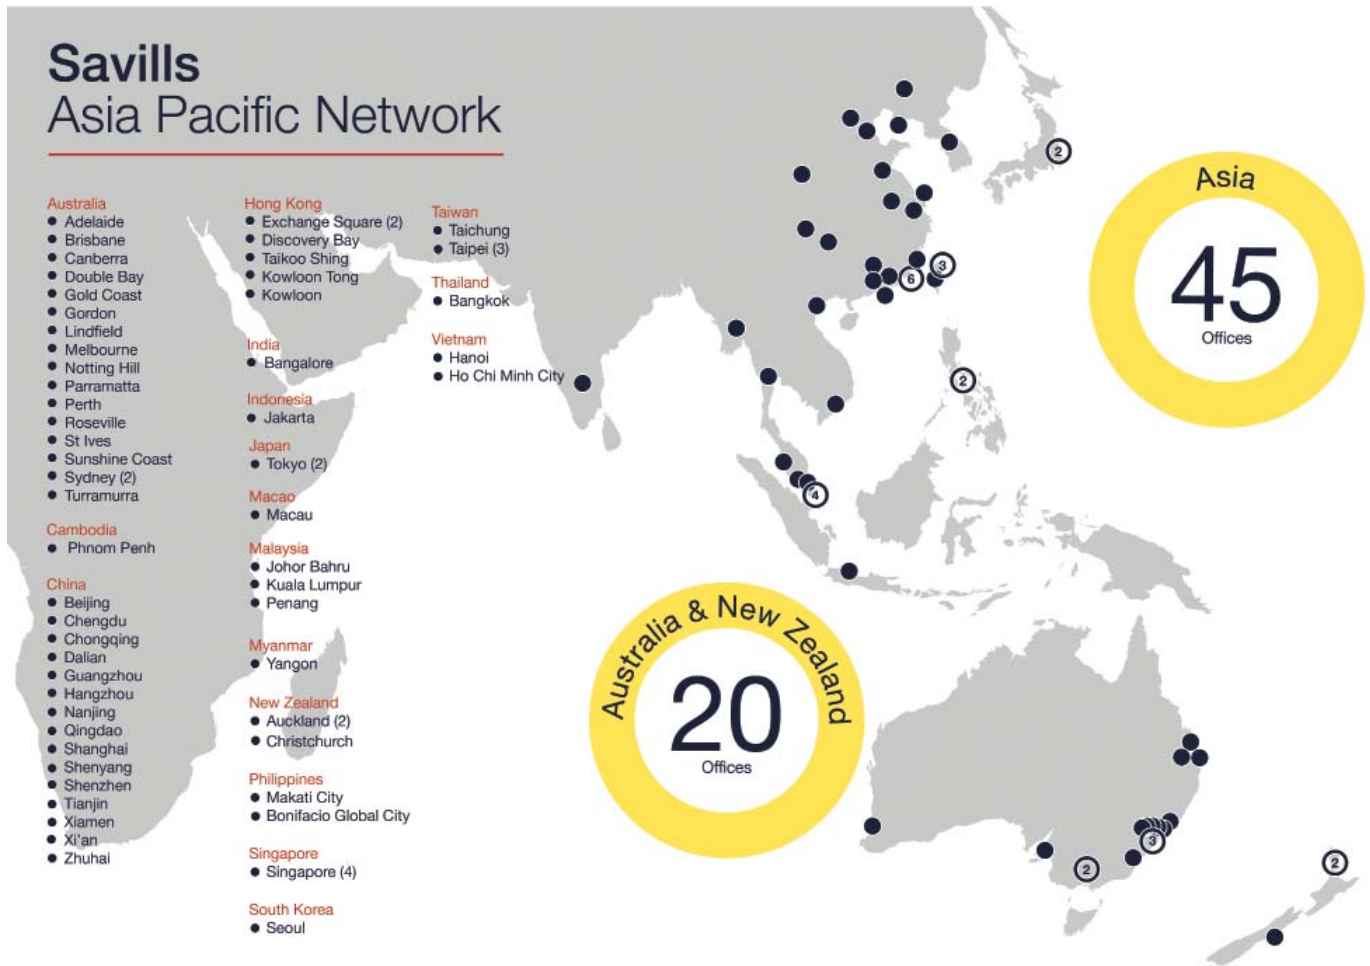 Savills
Asia Pacific Network
Australia
Adelaide
Brisbane
Canberra
Double Bay
Gold Coast
Gordon
Lindfield
Melbourne
Notting Hill
Parramatta
Perth
Roseville
St Ives
Sunshine Coast
Sydney (2)
Turramurra
Cambodia
Phnom Penh
China
Beijing
Chengdu
Chongqing
Dalian
Guangzhou
Hangzhou
Nanjing
Qingdao
Shanghai
Shenyang
Shenzhen
Tianjin
Xiamen
Xi'an
Zhuhai
Hong Kong
Exchange Square (2)
Discovery Bay
Taikoo Shing
Kowloon Tong
Kowloon
India
Bangalore
Indonesia
Jakarta
Japan
Tokyo (2)
Macao
Macau
Malaysia
Johor Bahru
Kuala Lumpur
Penang
Myanmar
Yangon
New Zealand
Auckland (2)
Christchurch
Philippines
Makati City
Bonifacio Global City
Singapore
Singapore (4)
South Korea
Seoul
Taiwan
Taichung
Taipei (3)
Thailand
Bangkok
Vietnam
Hanoi
Ho Chi Minh City
2
3
6
2
4
3
2
2
Asia
45
Offices
Australia & New Zealand
20
Offices